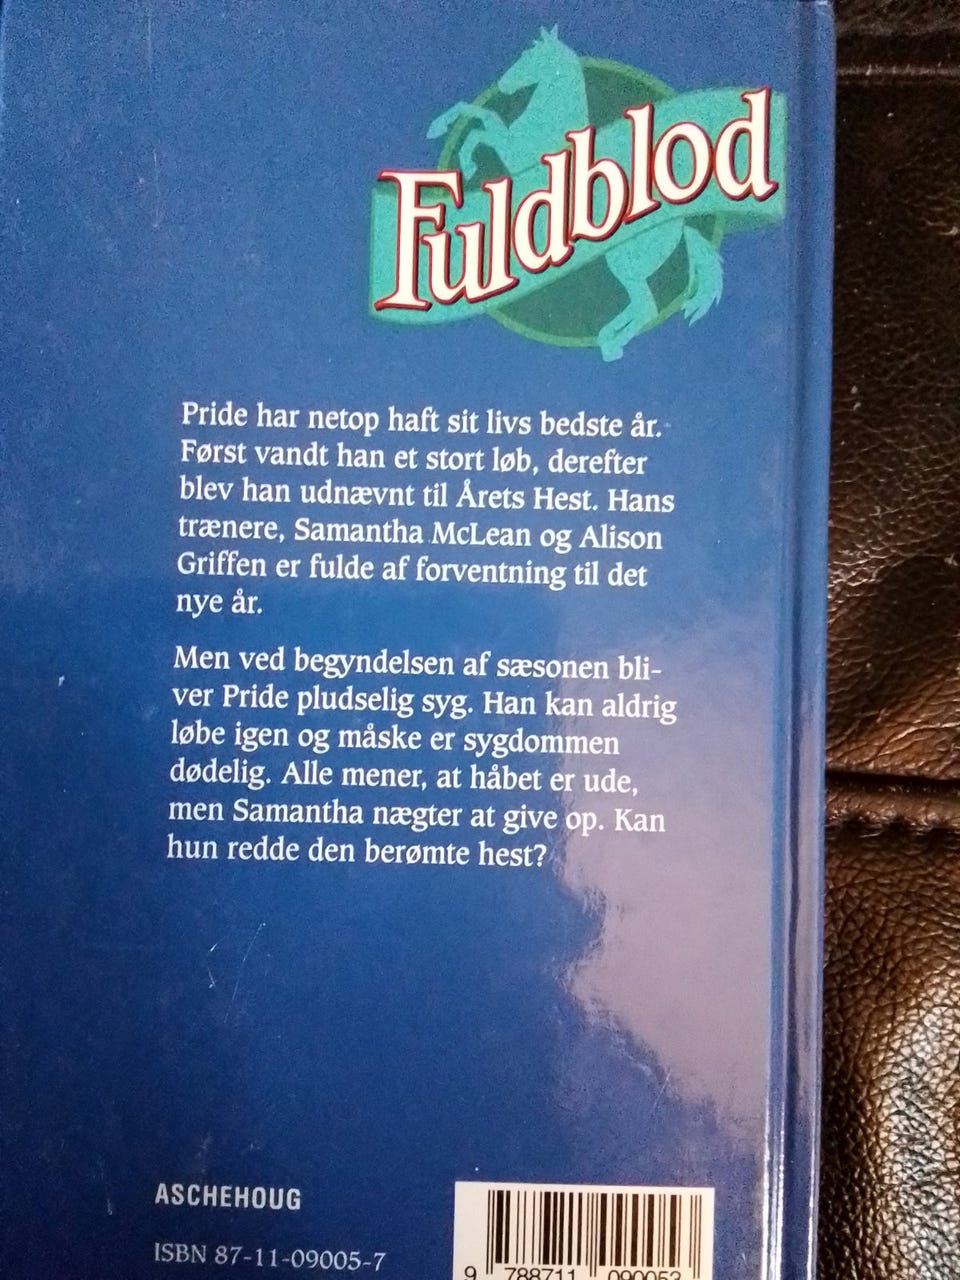 Fuldblod
Pride har netop haft sit livs bedste år.
Først vandt han et stort løb, derefter
blev han udnævnt til Årets Hest. Hans
trænere, Samantha McLean og Alison
Griffen er fulde af forventning til det
nye år.
Men ved begyndelsen af sæsonen bli-
ver Pride pludselig syg. Han kan aldrig
løbe igen og måske er sygdommen
dødelig. Alle mener, at håbet er ude,
men Samantha nægter at give op. Kan
hun redde den berømte hest?
ASCHEHOUG
ISBN 87-11-09005-7
9 788711 090053